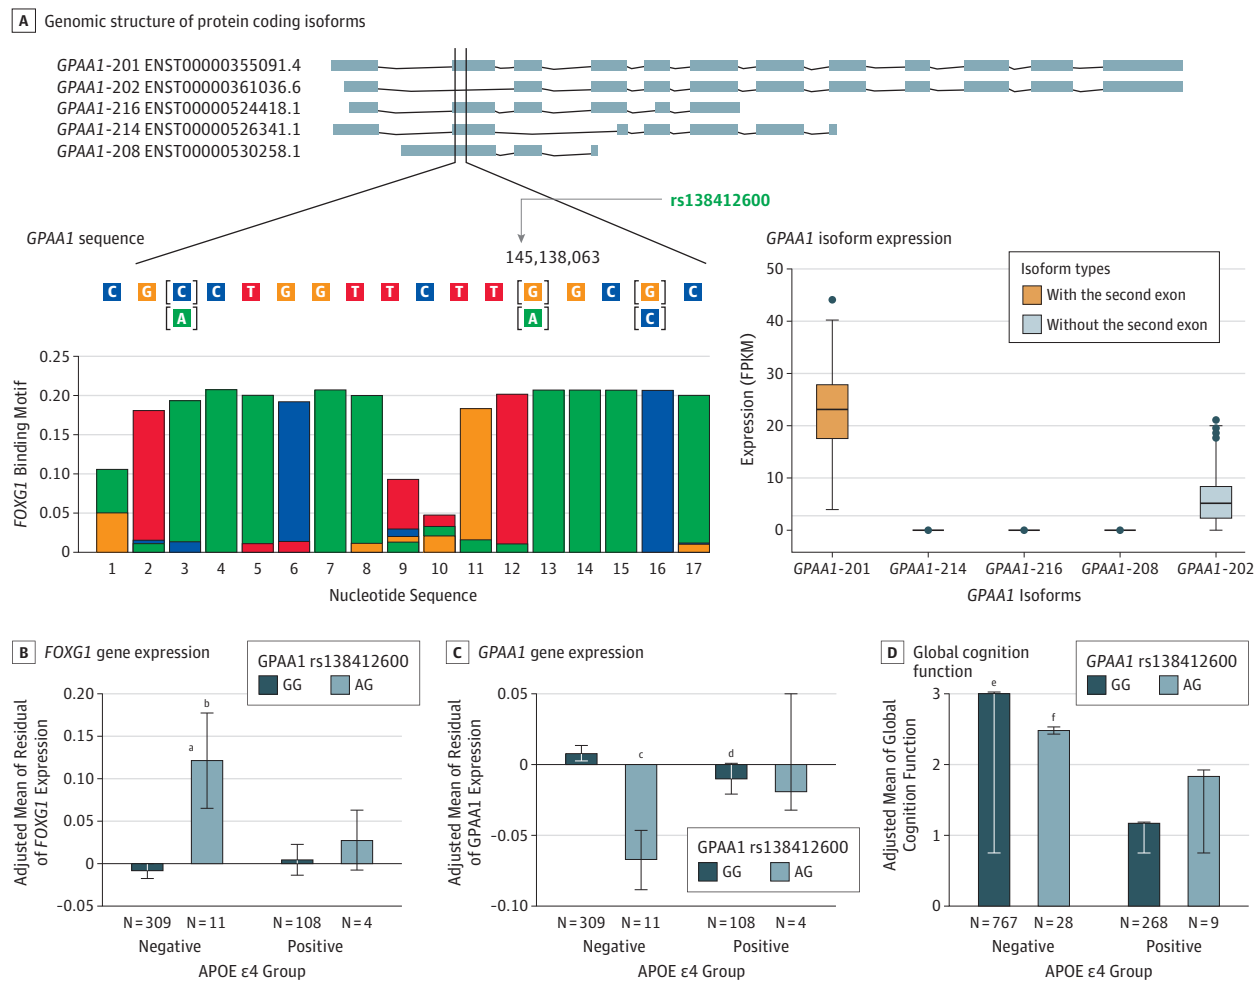 A Genomic structure of protein coding isoforms
GPAA1-201 ENST00000355091.4
GPAA1-202 ENST00000361036.6
GPAA1-216 ENST00000524418.1
GPAA1-214 ENST00000526341.1
GPAA1-208 ENST00000530258.1
rs138412600
GPAA1 sequence
145,138,063
C G [C] C T G G T T C T T [G] G C [G] C
[A] [A] [C]
0.25
0.20
0.15
0.10
0.05
0
FOXG1 Binding Motif
1 2 3 4 5 6 7 8 9 10 11 12 13 14 15 16 17
Nucleotide Sequence
GPAA1 isoform expression
Isoform types
With the second exon
Without the second exon
50
40
30
20
10
0
Expression (FPKM)
GPAA1-201 GPAA1-214 GPAA1-216 GPAA1-208 GPAA1-202
GPAA1 Isoforms
B FOXG1 gene expression
GPAA1 rs138412600
GG AG
0.20
0.15
0.10
0.05
0
-0.05
Adjusted Mean of Residual
of FOXG1 Expression
a
b
N=309 N=11 N=108 N=4
Negative Positive
APOE ε4 Group
C GPAA1 gene expression
0.05
0
-0.05
-0.10
Adjusted Mean of Residual
of GPAA1 Expression
c
d
GPAA1 rs138412600
GG AG
N=309 N=11 N=108 N=4
Negative Positive
APOE ε4 Group
D Global cognition
function
GPAA1 rs138412600
GG AG
3
2
1
0
Adjusted Mean of Global
Cognition Function
e
f
N=767 N=28 N=268 N=9
Negative Positive
APOE ε4 Group